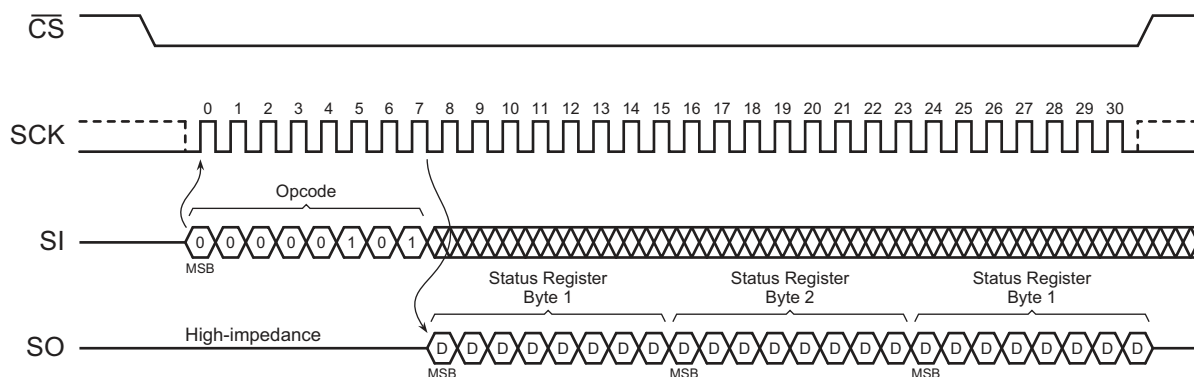 CS
0 1 2 3 4 5 6 7 8 9 10 11 12 13 14 15 16 17 18 19 20 21 22 23 24 25 26 27 28 29 30
SCK
Opcode
SI
0 0 0 0 0 1 0 1
MSB
Status Register
Byte 1
Status Register
Byte 2
Status Register
Byte 1
High-impedance
SO
D D D D D D D D D D D D D D D D D D D D D D D D
MSB
MSB
MSB